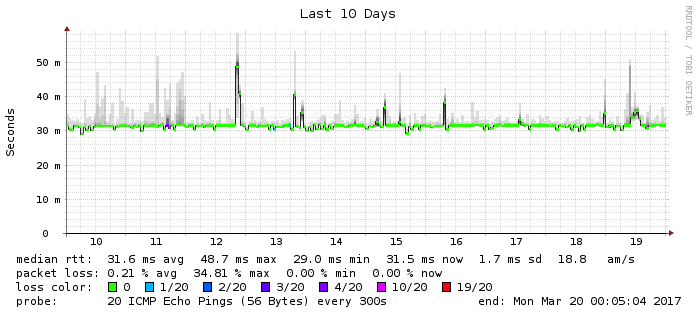 Last 10 Days
RRDTOOL / TOBI OETIKER
Seconds
50 m
40 m
30 m
20 m
10 m
0
10 11 12 13 14 15 16 17 18 19
median rtt: 31.6 ms avg 48.7 ms max 29.0 ms min 31.5 ms now 1.7 ms sd 18.8 am/s
packet loss: 0.21 % avg 34.81 % max 0.00 % min 0.00 % now
loss color: 0 1/20 2/20 3/20 4/20 10/20 19/20
probe: 20 ICMP Echo Pings (56 Bytes) every 300s end: Mon Mar 20 00:05:04 2017